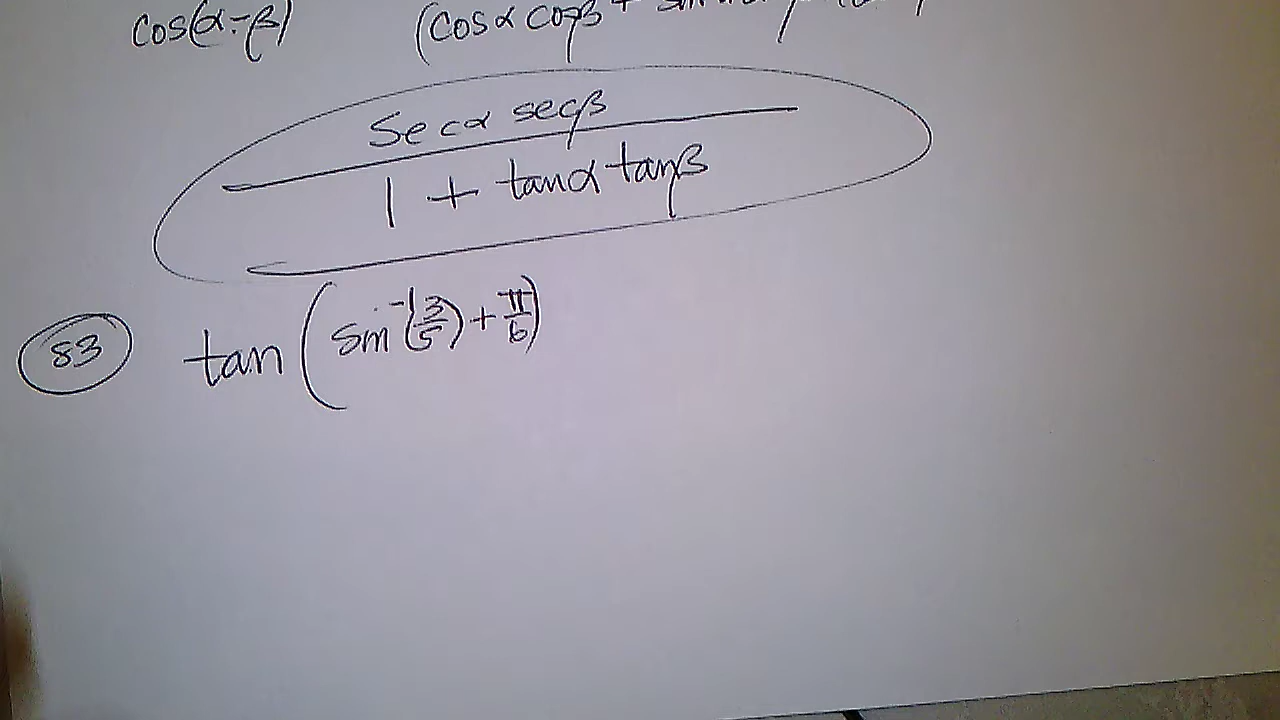 cos(α-β) (cosα cosβ +
secα secβ
1 + tanα tanβ
83 tan(sin⁻¹(3/5) + π/6)